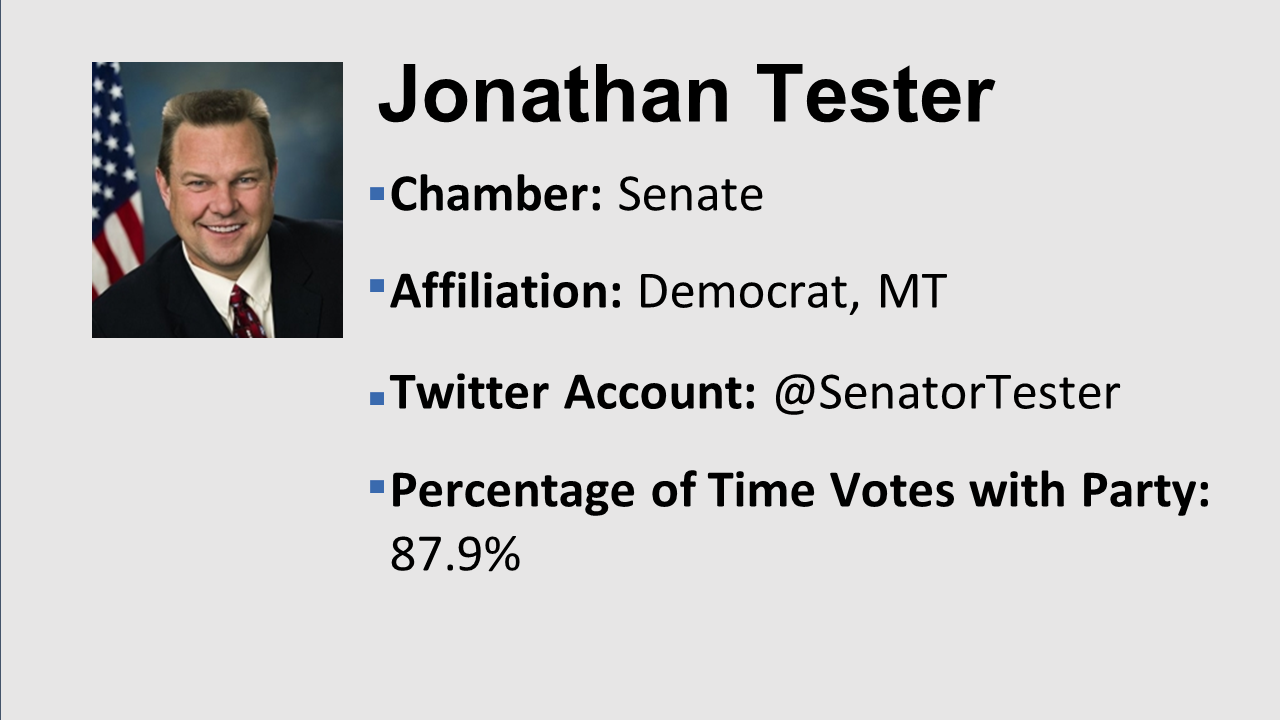 Jonathan Tester
Chamber: Senate
Affiliation: Democrat, MT
Twitter Account: @SenatorTester
Percentage of Time Votes with Party:
87.9%